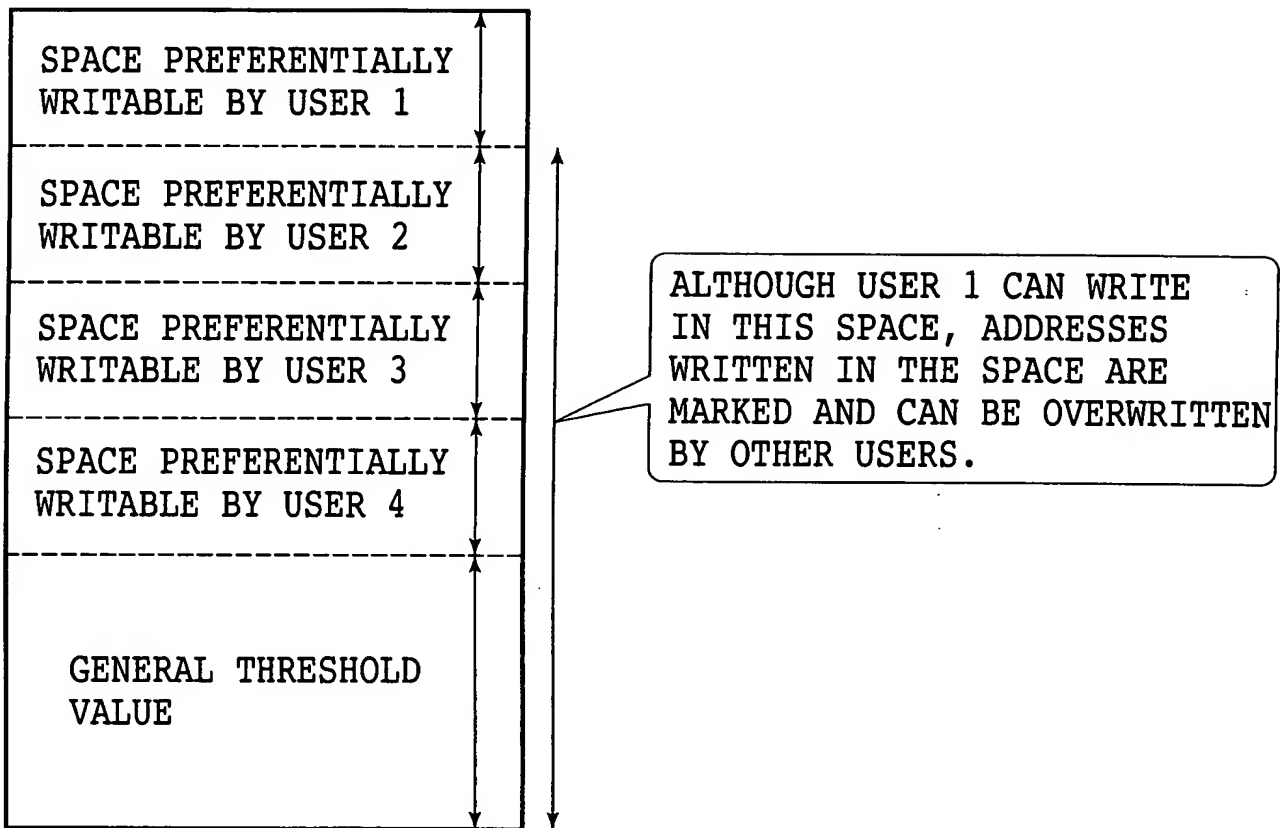 SPACE PREFERENTIALLY
WRITABLE BY USER 1
SPACE PREFERENTIALLY
WRITABLE BY USER 2
SPACE PREFERENTIALLY
WRITABLE BY USER 3
SPACE PREFERENTIALLY
WRITABLE BY USER 4
GENERAL THRESHOLD
VALUE
ALTHOUGH USER 1 CAN WRITE
IN THIS SPACE, ADDRESSES
WRITTEN IN THE SPACE ARE
MARKED AND CAN BE OVERWRITTEN
BY OTHER USERS.